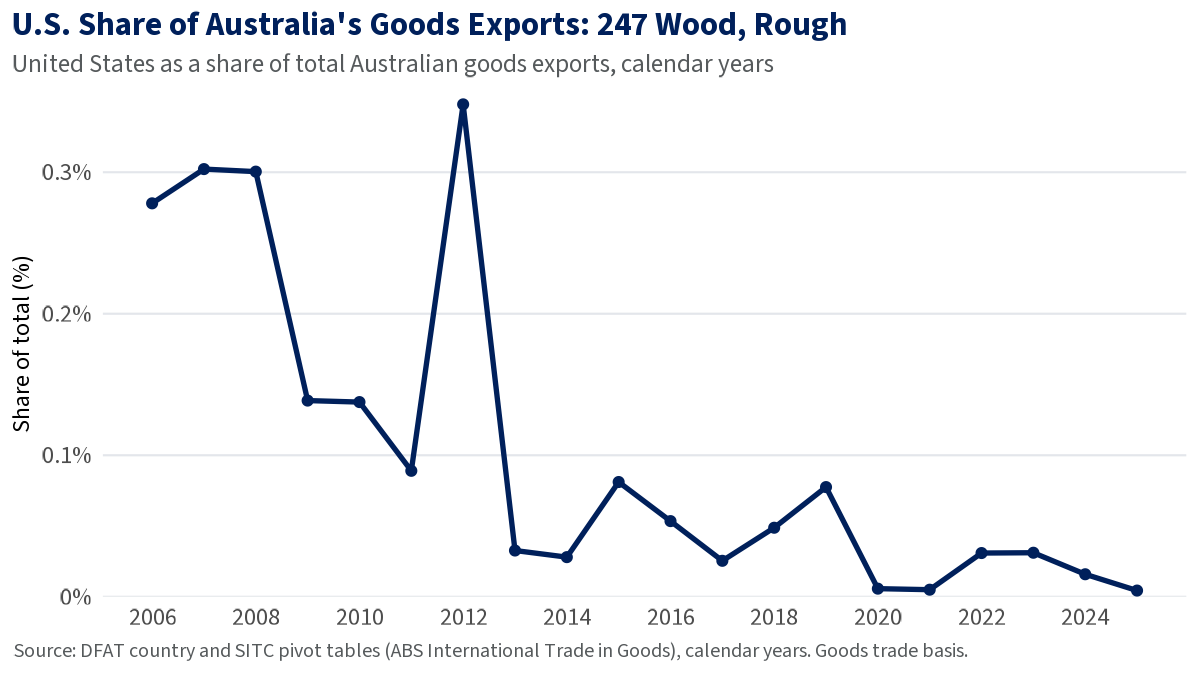 U.S. Share of Australia's Goods Exports: 247 Wood, Rough
United States as a share of total Australian goods exports, calendar years
Share of total (%)
0.3%
0.2%
0.1%
0%
2006 2008 2010 2012 2014 2016 2018 2020 2022 2024
Source: DFAT country and SITC pivot tables (ABS International Trade in Goods), calendar years. Goods trade basis.